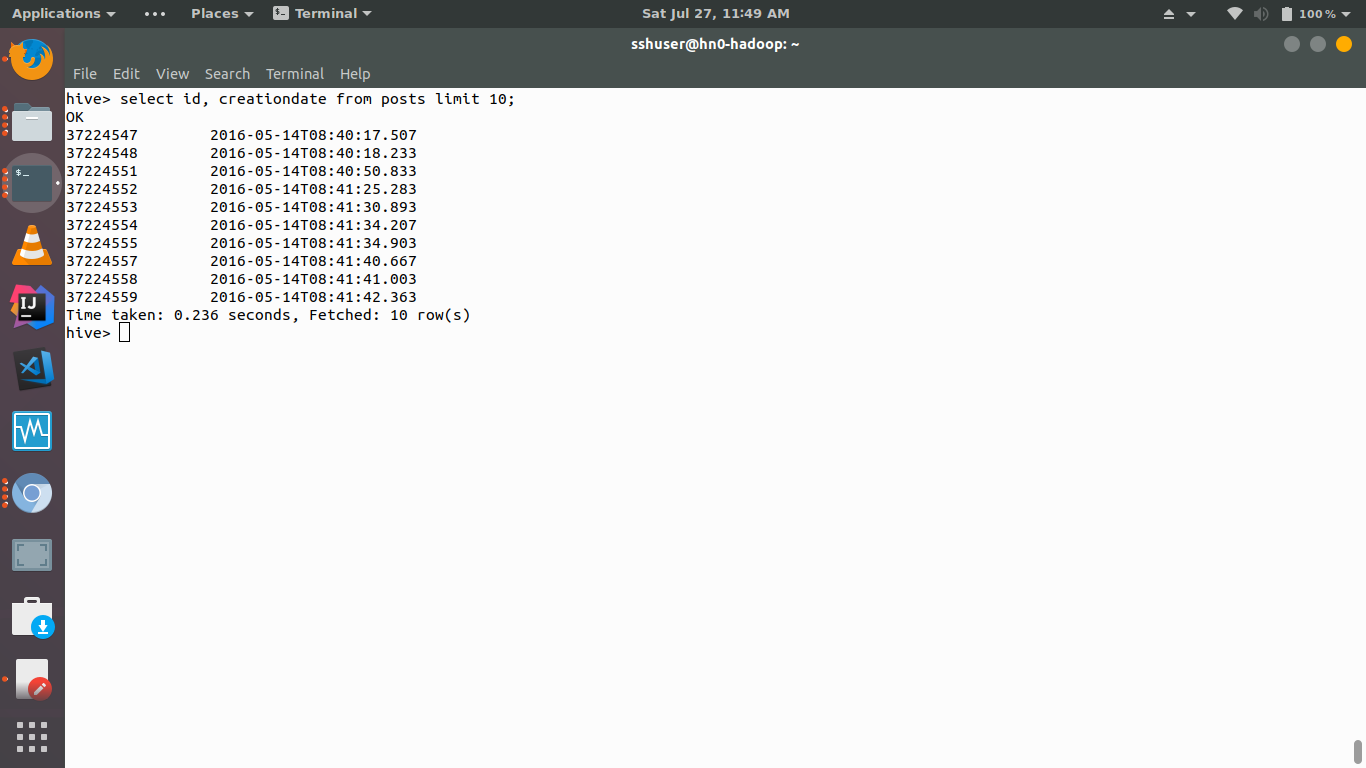 Applications
Places
Terminal
Sat Jul 27, 11:49 AM
100 %
sshuser@hn0-hadoop: ~
File Edit View Search Terminal Help
hive> select id, creationdate from posts limit 10;
OK
37224547 2016-05-14T08:40:17.507
37224548 2016-05-14T08:40:18.233
37224551 2016-05-14T08:40:50.833
37224552 2016-05-14T08:41:25.283
37224553 2016-05-14T08:41:30.893
37224554 2016-05-14T08:41:34.207
37224555 2016-05-14T08:41:34.903
37224557 2016-05-14T08:41:40.667
37224558 2016-05-14T08:41:41.003
37224559 2016-05-14T08:41:42.363
Time taken: 0.236 seconds, Fetched: 10 row(s)
hive>
$_
IJ